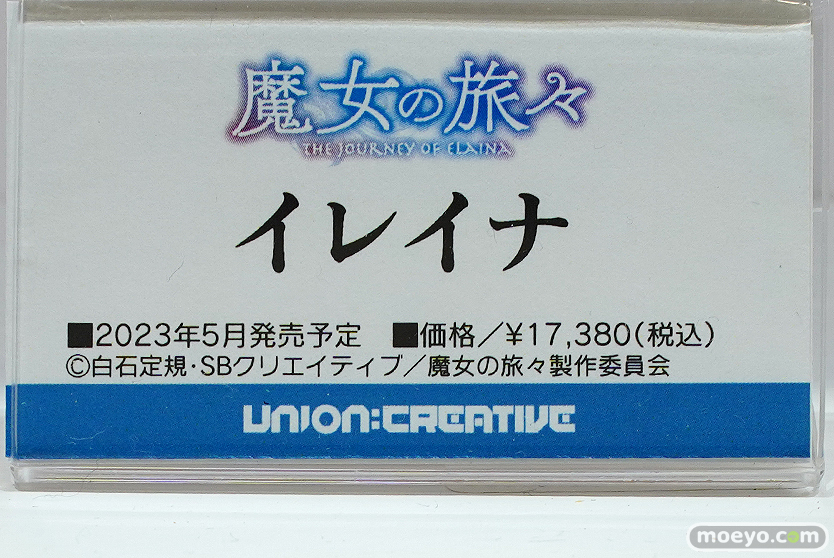 魔女の旅々
THE JOURNEY OF ELAINA
イレイナ
■2023年5月発売予定 ■価格／¥17,380(税込)
©白石定規･SBクリエイティブ／魔女の旅々製作委員会
UNION:CREATIVE
moeyo.com